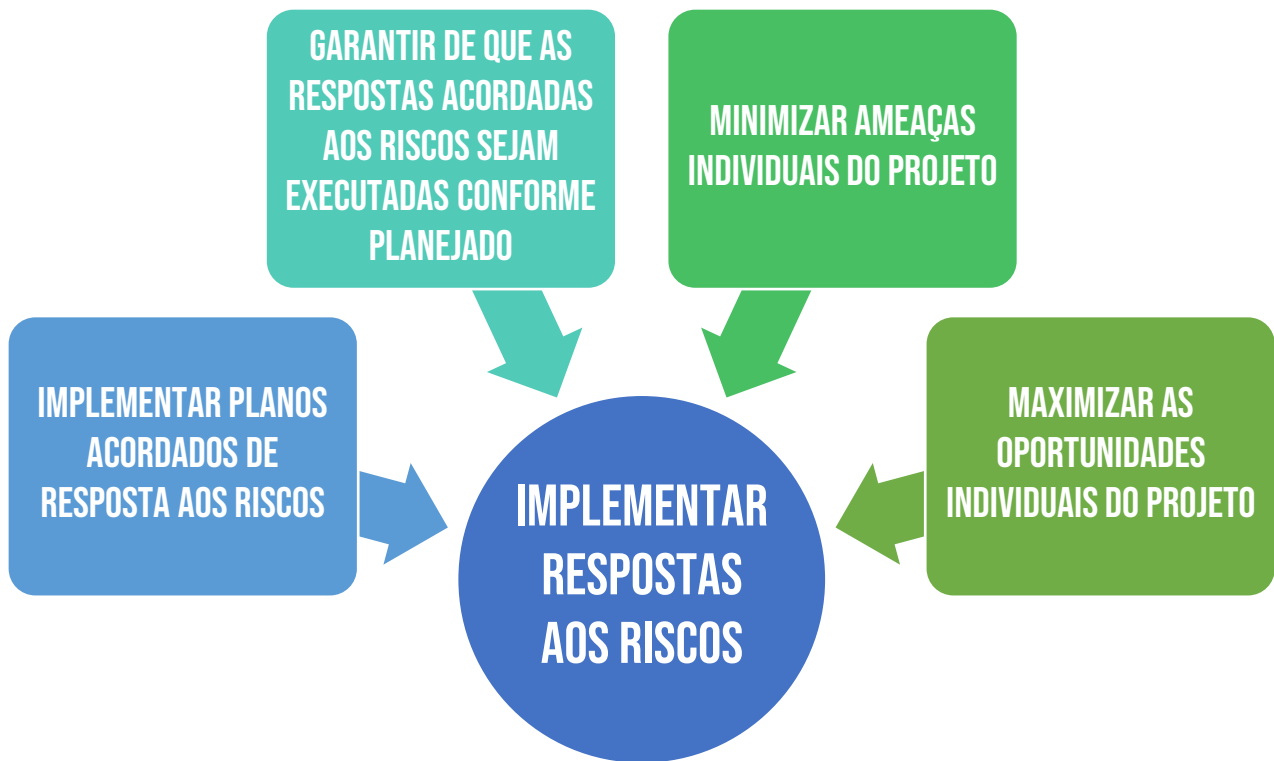 GARANTIR DE QUE AS
RESPOSTAS ACORDADAS
AOS RISCOS SEJAM
EXECUTADAS CONFORME
PLANEJADO
MINIMIZAR AMEAÇAS
INDIVIDUAIS DO PROJETO
IMPLEMENTAR PLANOS
ACORDADOS DE
RESPOSTA AOS RISCOS
MAXIMIZAR AS
OPORTUNIDADES
INDIVIDUAIS DO PROJETO
IMPLEMENTAR
RESPOSTAS
AOS RISCOS